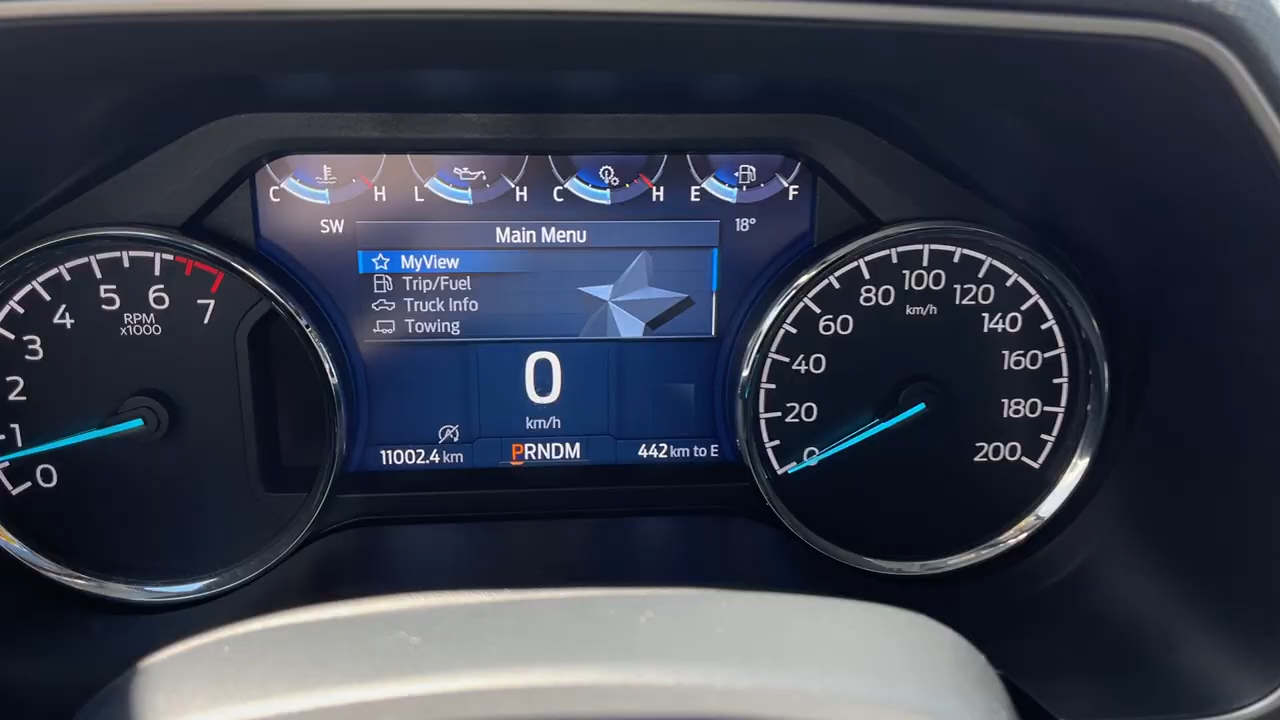 C H L H C H E F
SW
18°
Main Menu
MyView
Trip/Fuel
Truck Info
Towing
0
km/h
11002.4 km
PRNDM
442 km to E
0
1
2
3
4
5
6
7
RPM
x1000
0
20
40
60
80
100
120
140
160
180
200
km/h